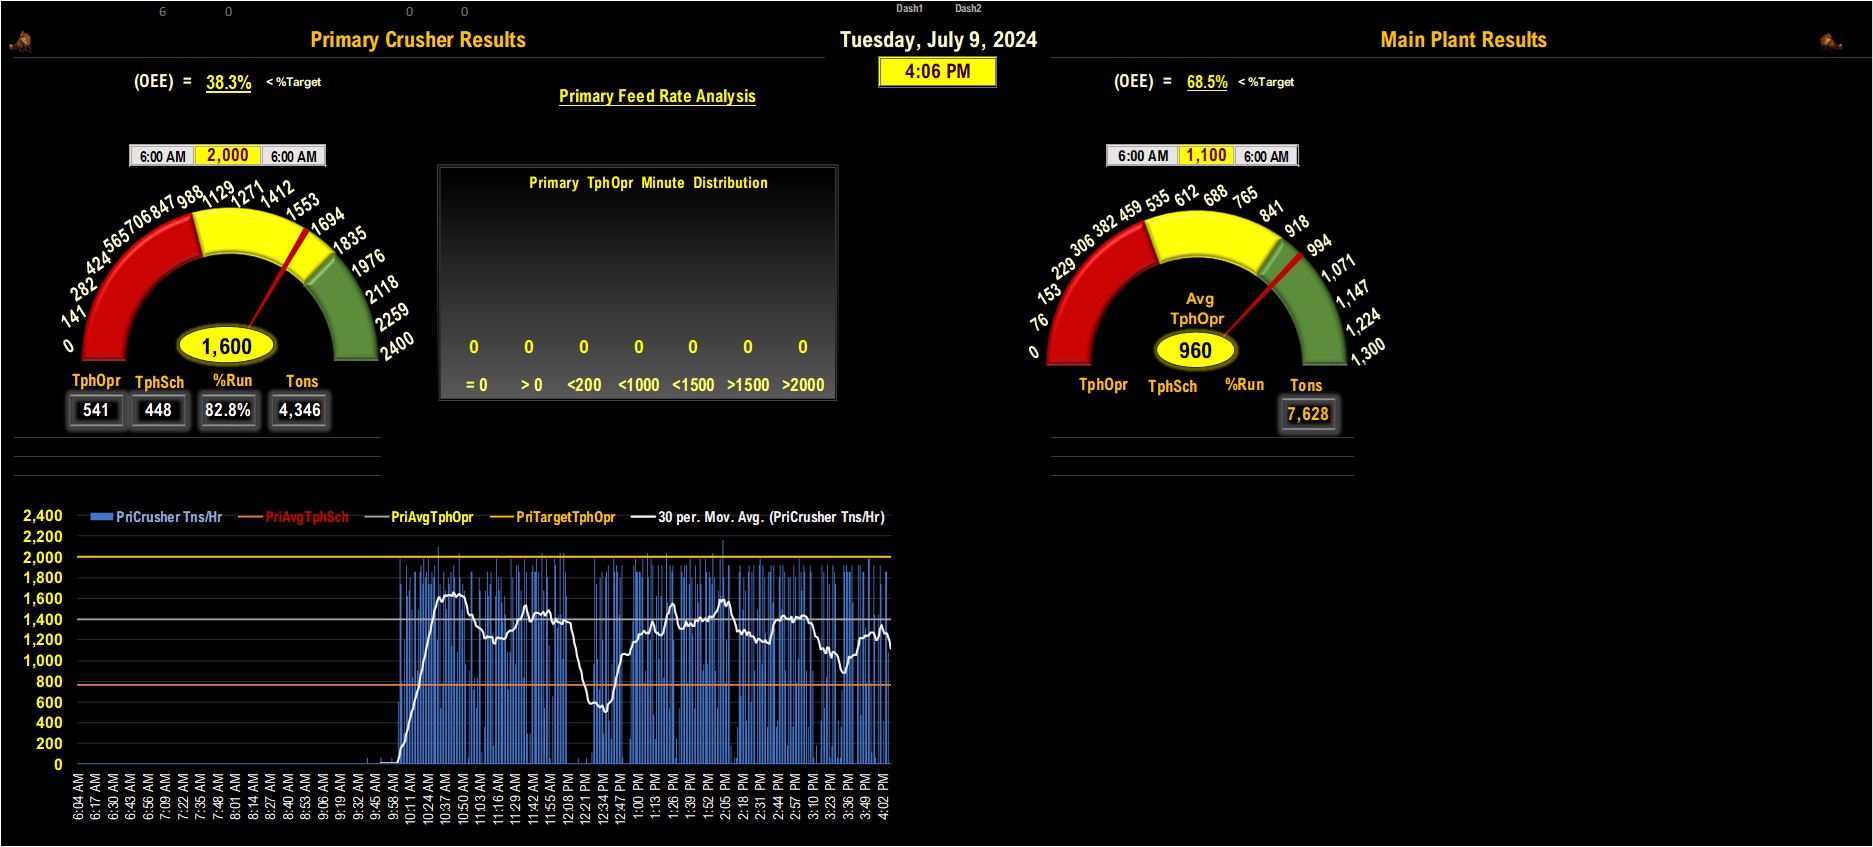 6 0 0 0 Dash1 Dash2
Primary Crusher Results
Tuesday, July 9, 2024
Main Plant Results
4:06 PM
(OEE) = 38.3% < %Target
Primary Feed Rate Analysis
(OEE) = 68.5% < %Target
6:00 AM 2,000 6:00 AM
0 141 282 424 565 706 847 988 1129 1271 1412 1553 1694 1835 1976 2118 2259 2400
1,600
TphOpr TphSch %Run Tons
541 448 82.8% 4,346
Primary TphOpr Minute Distribution
0 0 0 0 0 0 0
= 0 > 0 <200 <1000 <1500 >1500 >2000
6:00 AM 1,100 6:00 AM
0 76 153 229 306 382 459 535 612 688 765 841 918 994 1,071 1,147 1,224 1,300
Avg
TphOpr
960
TphOpr TphSch %Run Tons
7,628
PriCrusher Tns/Hr PriAvgTphSch PriAvgTphOpr PriTargetTphOpr 30 per. Mov. Avg. (PriCrusher Tns/Hr)
2,400
2,200
2,000
1,800
1,600
1,400
1,200
1,000
800
600
400
200
0
6:04 AM
6:17 AM
6:30 AM
6:43 AM
6:56 AM
7:09 AM
7:22 AM
7:35 AM
7:48 AM
8:01 AM
8:14 AM
8:27 AM
8:40 AM
8:53 AM
9:06 AM
9:19 AM
9:32 AM
9:45 AM
9:58 AM
10:11 AM
10:24 AM
10:37 AM
10:50 AM
11:03 AM
11:16 AM
11:29 AM
11:42 AM
11:55 AM
12:08 PM
12:21 PM
12:34 PM
12:47 PM
1:00 PM
1:13 PM
1:26 PM
1:39 PM
1:52 PM
2:05 PM
2:18 PM
2:31 PM
2:44 PM
2:57 PM
3:10 PM
3:23 PM
3:36 PM
3:49 PM
4:02 PM